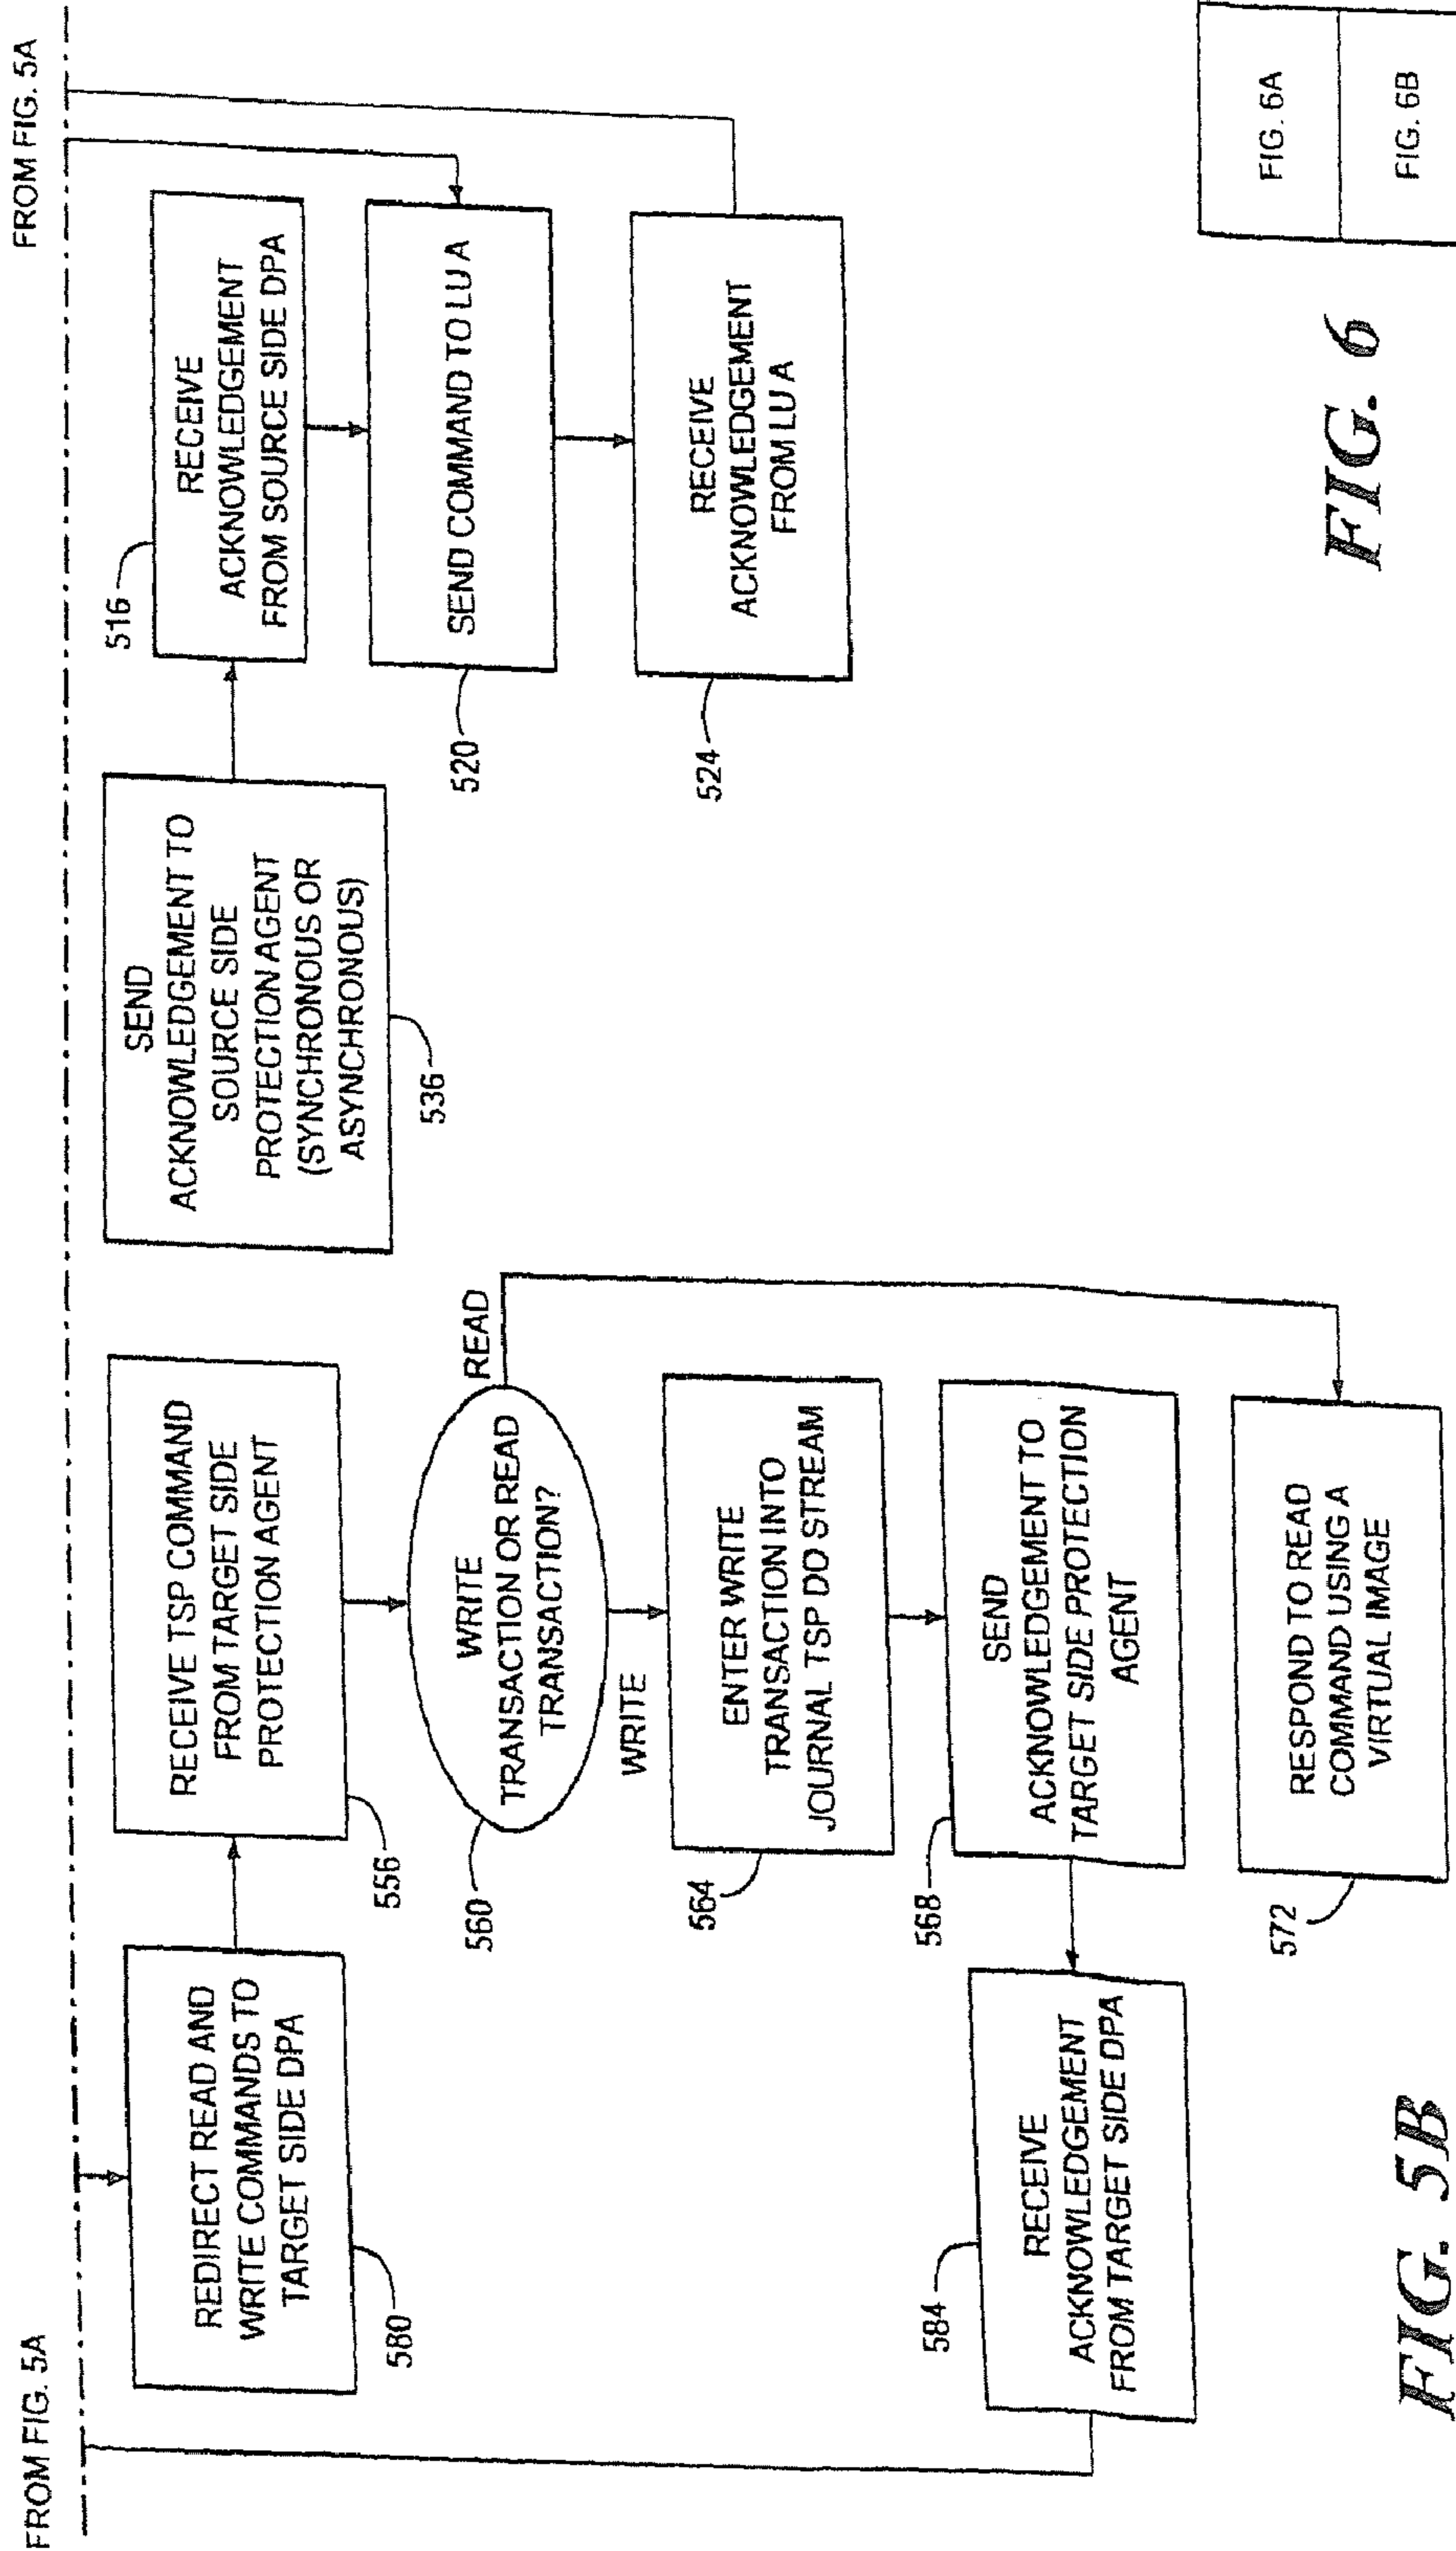 FROM FIG. 5A
FROM FIG. 5A
REDIRECT READ AND
WRITE COMMANDS TO
TARGET SIDE DPA
580
RECEIVE TSP COMMAND
FROM TARGET SIDE
PROTECTION AGENT
556
WRITE
TRANSACTION OR READ
TRANSACTION?
560
READ
WRITE
ENTER WRITE
TRANSACTION INTO
JOURNAL TSP DO STREAM
564
SEND
ACKNOWLEDGEMENT TO
TARGET SIDE PROTECTION
AGENT
568
RECEIVE
ACKNOWLEDGEMENT
FROM TARGET SIDE DPA
584
RESPOND TO READ
COMMAND USING A
VIRTUAL IMAGE
572
SEND
ACKNOWLEDGEMENT TO
SOURCE SIDE
PROTECTION AGENT
(SYNCHRONOUS OR
ASYNCHRONOUS)
536
RECEIVE
ACKNOWLEDGEMENT
FROM SOURCE SIDE DPA
516
SEND COMMAND TO LU A
520
RECEIVE
ACKNOWLEDGEMENT
FROM LU A
524
FIG. 5B
FIG. 6
FIG. 6A
FIG. 6B